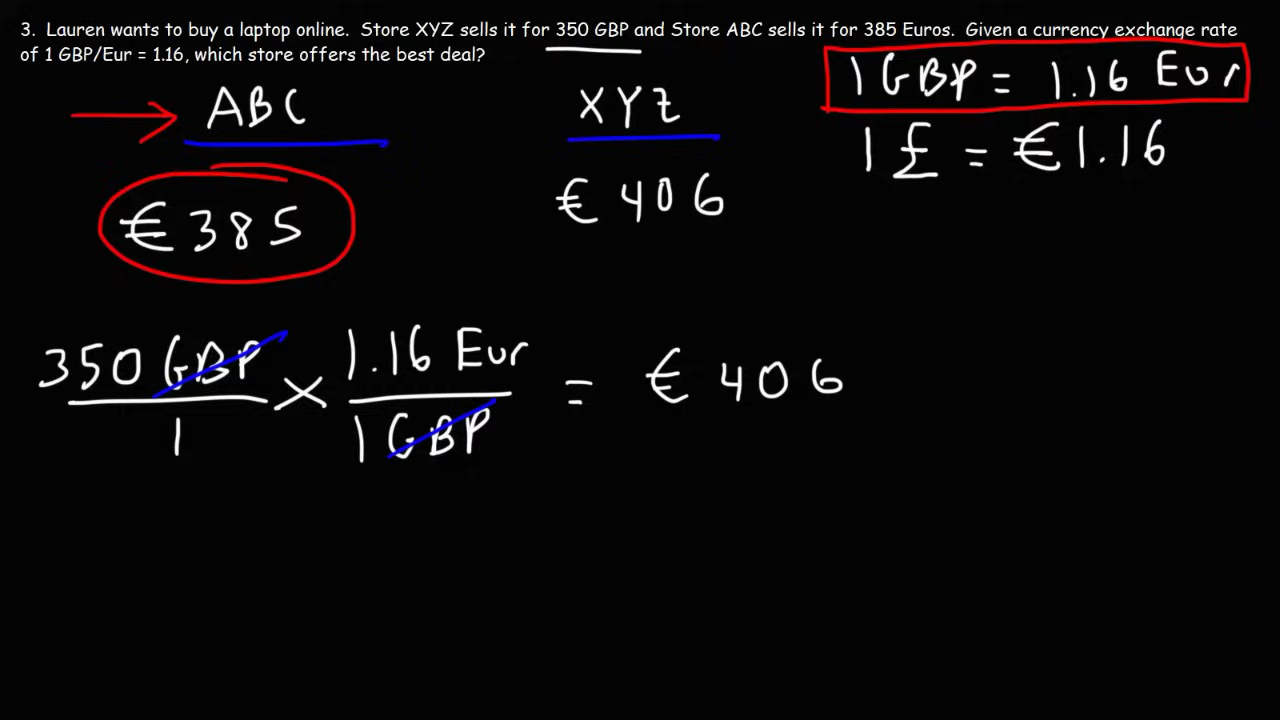 3. Lauren wants to buy a laptop online. Store XYZ sells it for 350 GBP and Store ABC sells it for 385 Euros. Given a currency exchange rate
of 1 GBP/Eur = 1.16, which store offers the best deal?
1 GBP = 1.16 Eur
ABC XYZ
1 £ = €1.16
€385 €406
350 GBP / 1 × 1.16 Eur / 1 GBP = €406